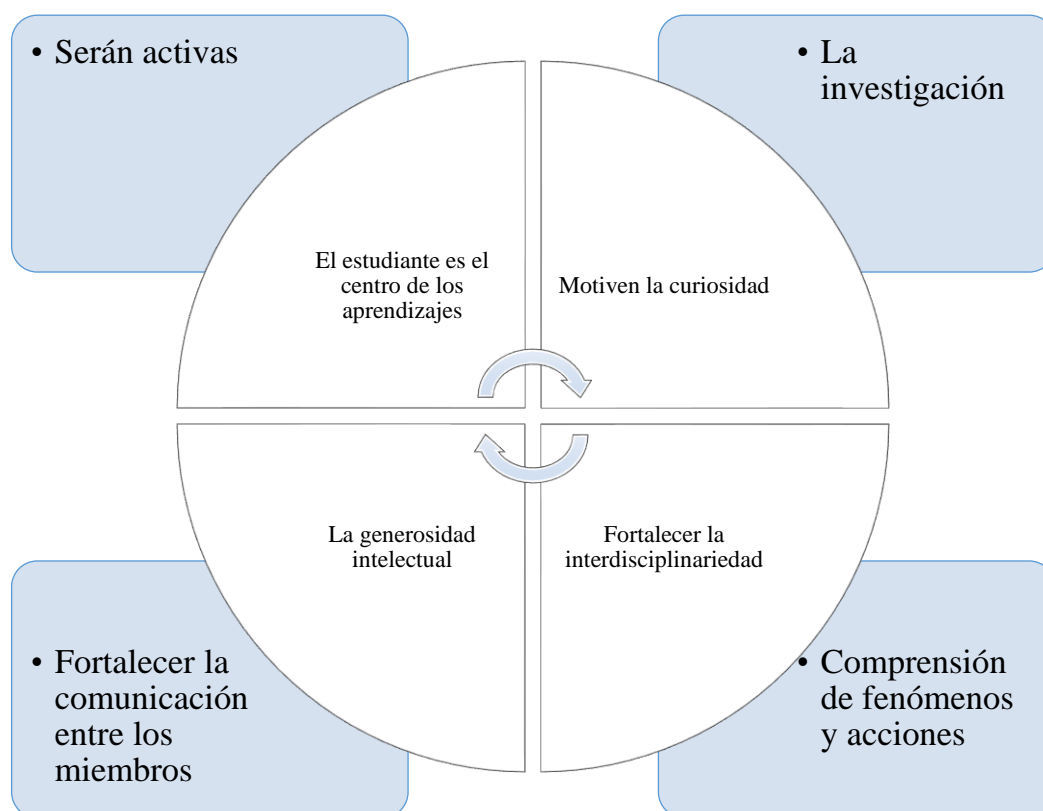 • Serán activas
• La
investigación
El estudiante es el
centro de los
aprendizajes
Motiven la curiosidad
La generosidad
intelectual
Fortalecer la
interdisciplinariedad
• Fortalecer la
comunicación
entre los
miembros
• Comprensión
de fenómenos
y acciones